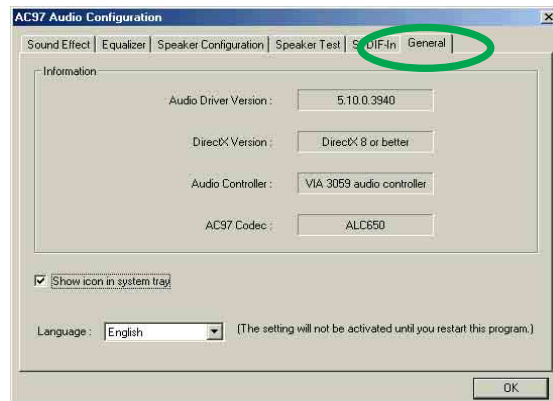 AC97 Audio Configuration
Sound Effect Equalizer Speaker Configuration Speaker Test General
Information
Audio Driver Version : 5.10.0.3940
DirectX Version : DirectX 8 or better
Audio Controller : VIA 3059 audio controller
AC97 Codec : ALC650
Show icon in system tray
Language : English (The setting will not be activated until you restart this program.)
OK